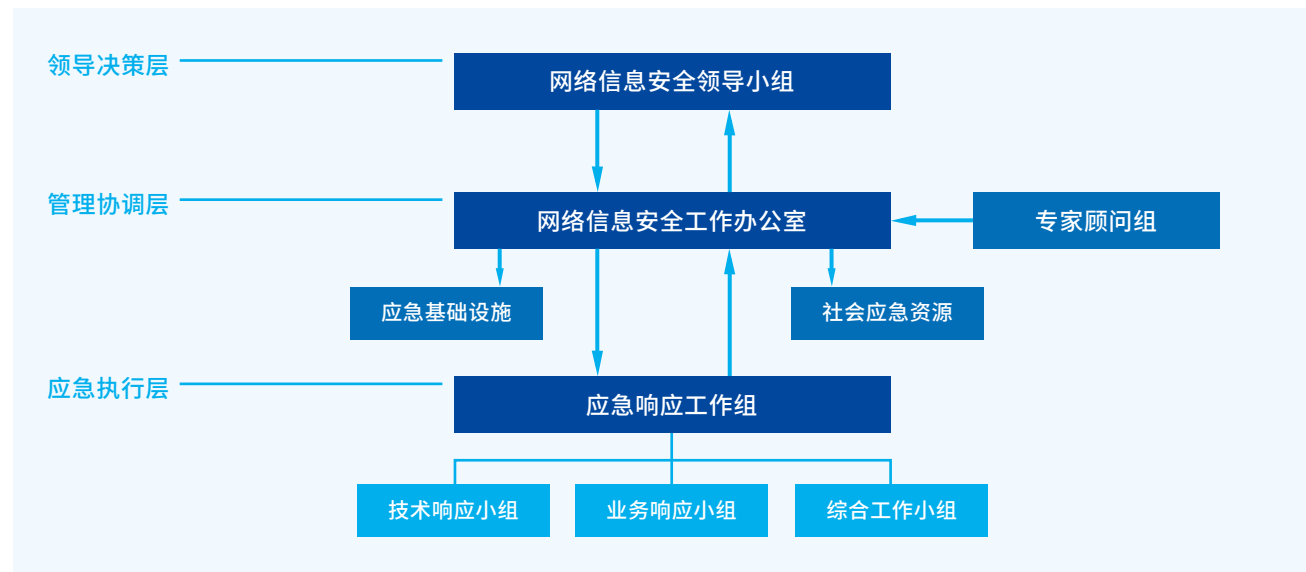 领导决策层
网络信息安全领导小组
管理协调层
网络信息安全工作办公室
专家顾问组
应急基础设施
社会应急资源
应急执行层
应急响应工作组
技术响应小组
业务响应小组
综合工作小组